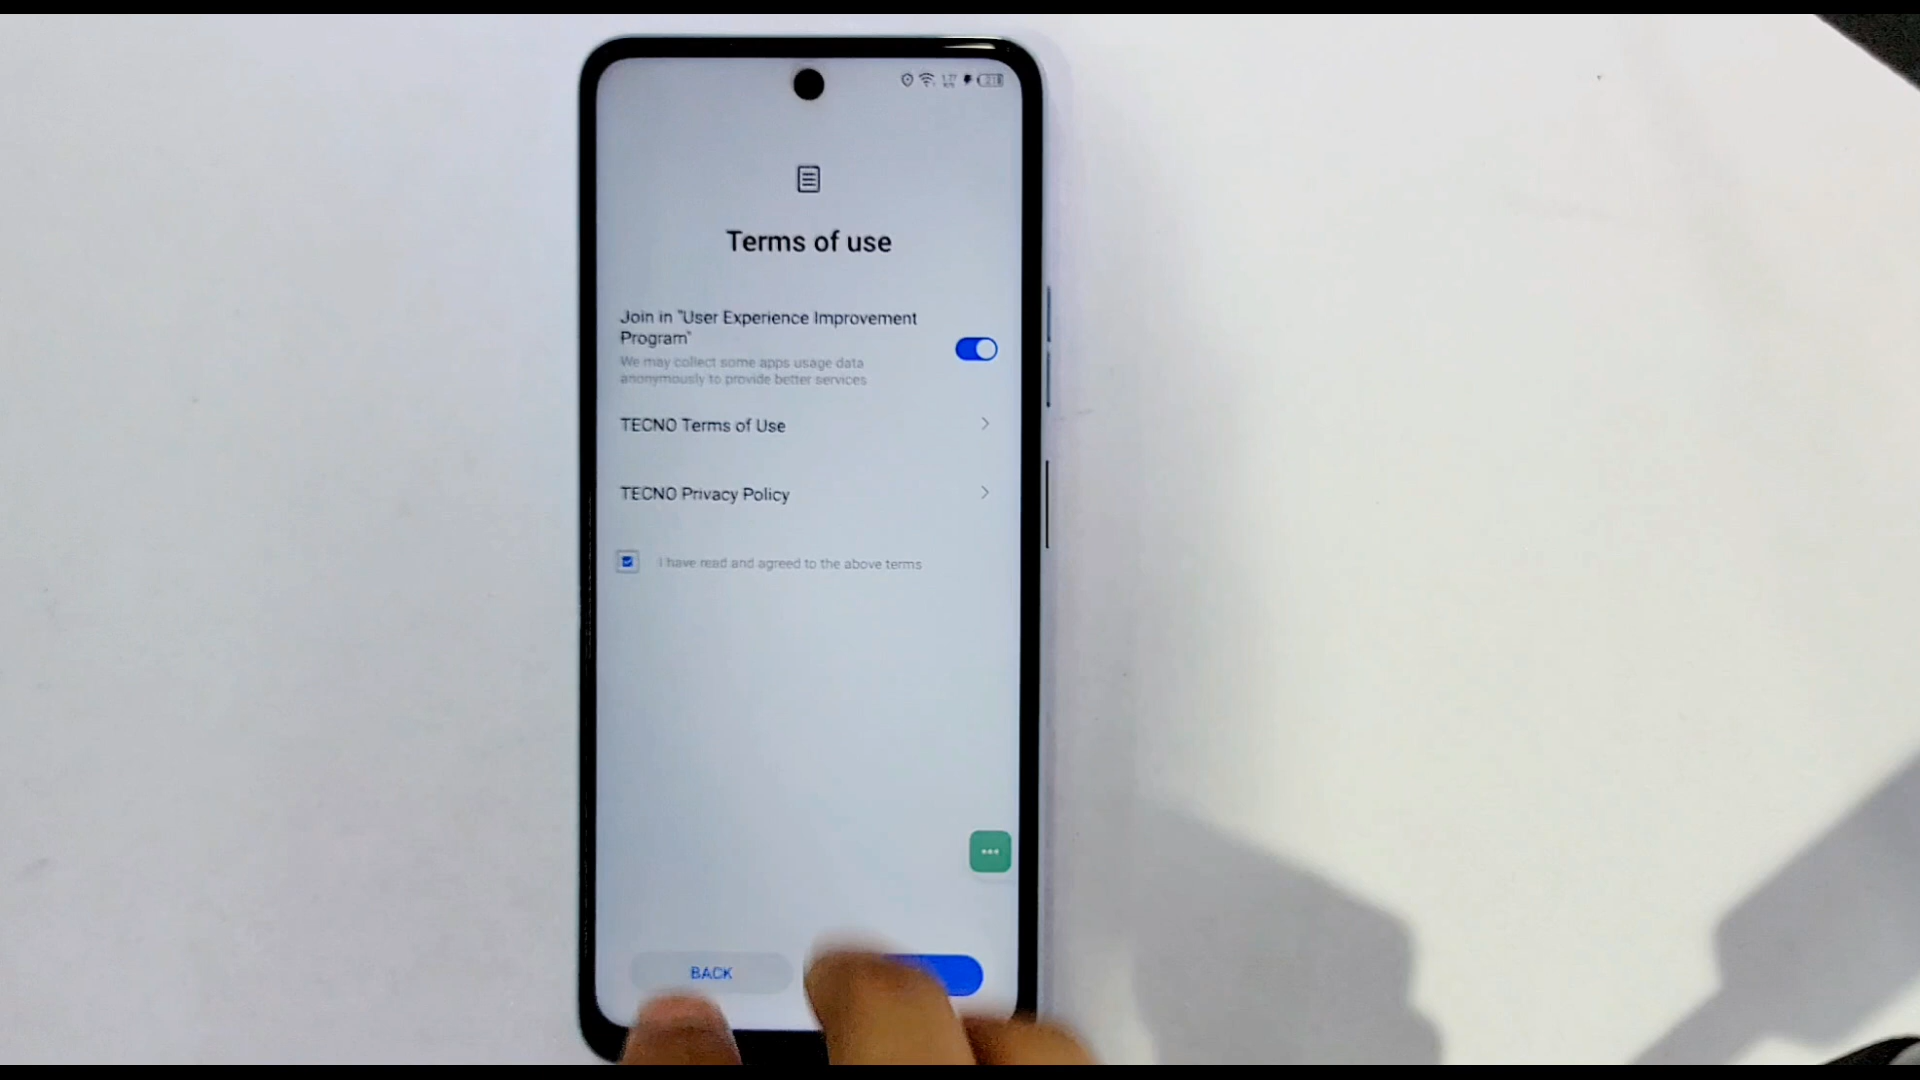 Terms of use
Join in "User Experience Improvement
Program"
We may collect some apps usage data
anonymously to provide better services
TECNO Terms of Use
TECNO Privacy Policy
I have read and agreed to the above terms
BACK